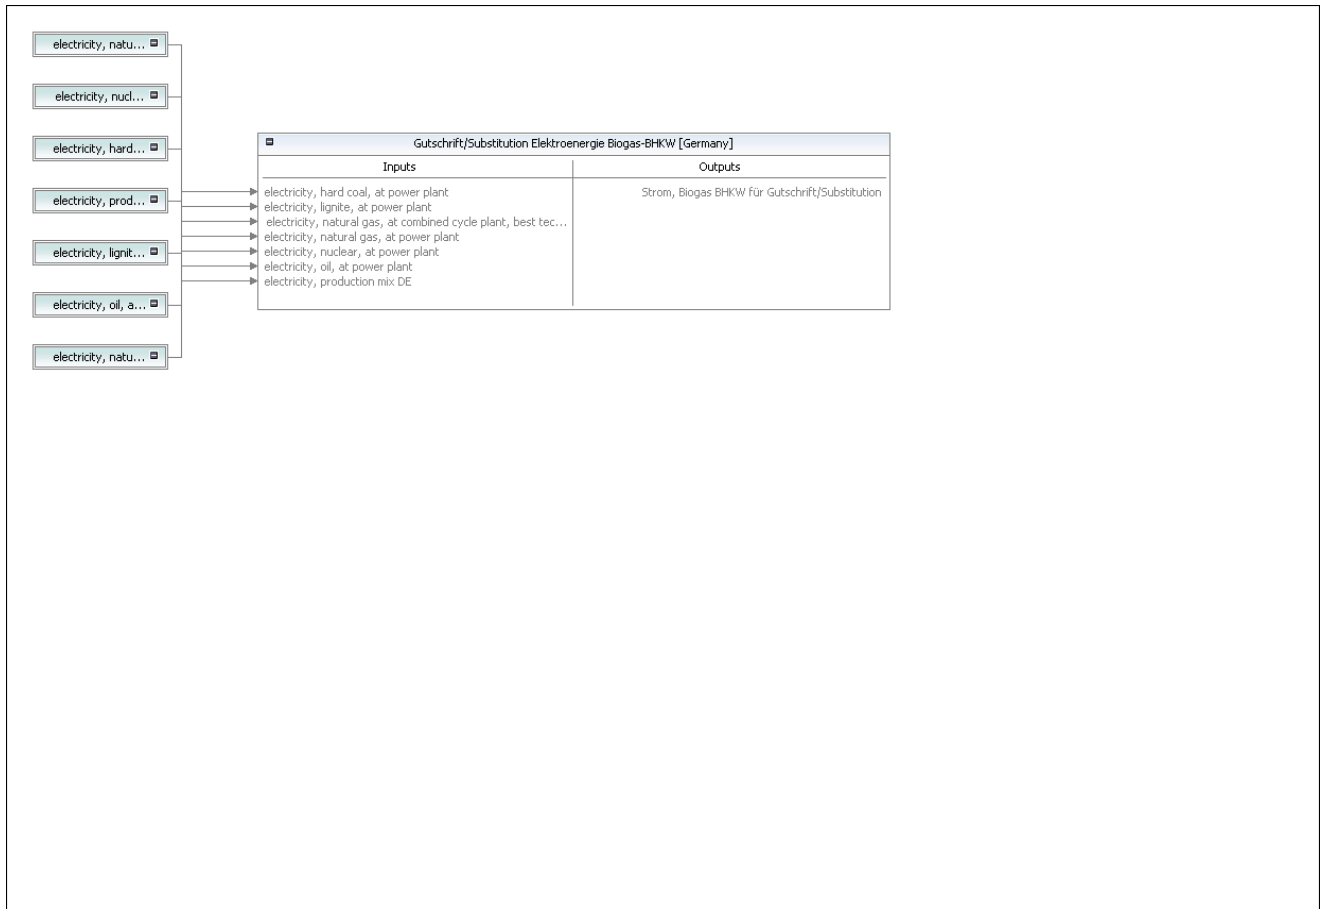 electricity, natu...
electricity, nucl...
electricity, hard...
electricity, prod...
electricity, lignit...
electricity, oil, a...
electricity, natu...
Gutschrift/Substitution Elektroenergie Biogas-BHKW [Germany]
Inputs
Outputs
electricity, hard coal, at power plant
Strom, Biogas BHKW für Gutschrift/Substitution
electricity, lignite, at power plant
electricity, natural gas, at combined cycle plant, best tec...
electricity, natural gas, at power plant
electricity, nuclear, at power plant
electricity, oil, at power plant
electricity, production mix DE